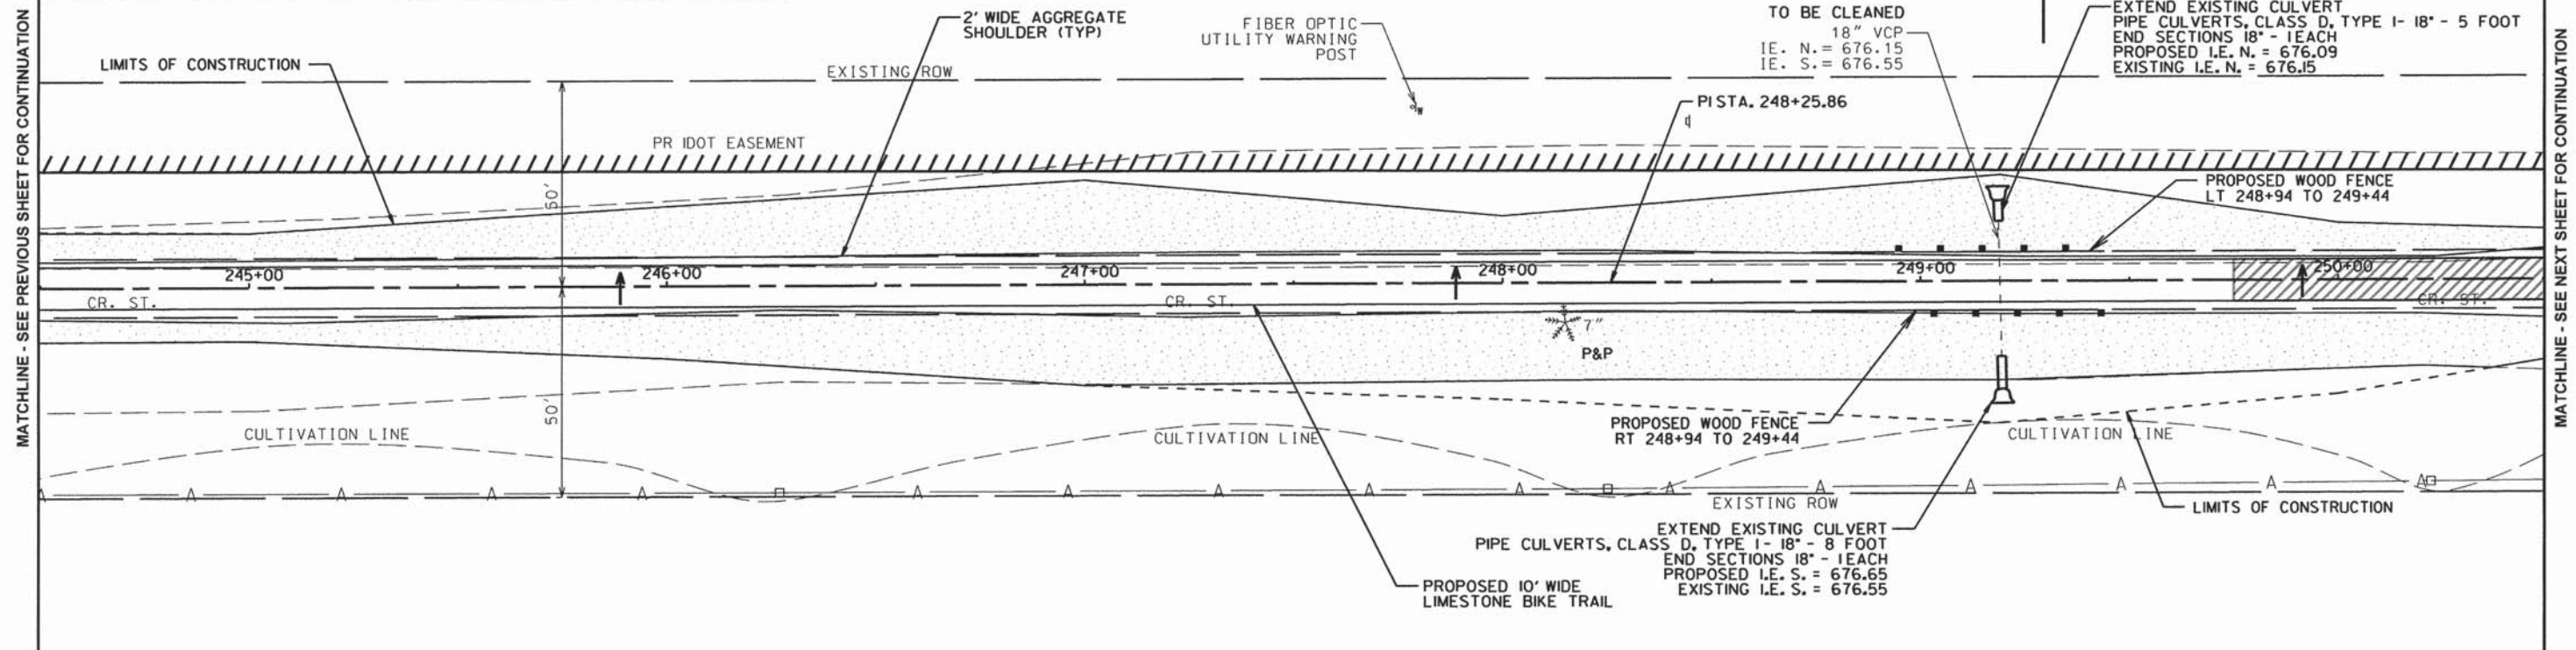 MATCHLINE - SEE PREVIOUS SHEET FOR CONTINUATION
LIMITS OF CONSTRUCTION
2' WIDE AGGREGATE
SHOULDER (TYP)
EXISTING ROW
FIBER OPTIC
UTILITY WARNING
POST
TO BE CLEANED
18" VCP
IE. N.= 676.15
IE. S.= 676.55
EXTEND EXISTING CULVERT
PIPE CULVERTS, CLASS D, TYPE 1- 18" - 5 FOOT
END SECTIONS 18" - 1 EACH
PROPOSED I.E. N. = 676.09
EXISTING I.E. N. = 676.15
PI STA. 248+25.86
PR IDOT EASEMENT
50'
PROPOSED WOOD FENCE
LT 248+94 TO 249+44
245+00
246+00
247+00
248+00
249+00
250+00
CR. ST.
CR. ST.
CR. ST.
7"
P&P
50'
CULTIVATION LINE
CULTIVATION LINE
PROPOSED WOOD FENCE
RT 248+94 TO 249+44
CULTIVATION LINE
EXISTING ROW
LIMITS OF CONSTRUCTION
EXTEND EXISTING CULVERT
PIPE CULVERTS, CLASS D, TYPE 1- 18" - 8 FOOT
END SECTIONS 18" - 1 EACH
PROPOSED I.E. S. = 676.65
EXISTING I.E. S. = 676.55
PROPOSED 10' WIDE
LIMESTONE BIKE TRAIL
MATCHLINE - SEE NEXT SHEET FOR CONTINUATION